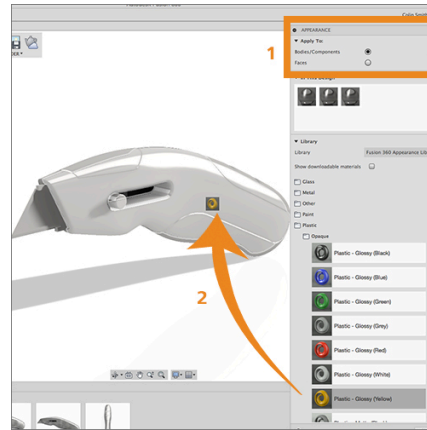 Colin Smit
APPEARANCE
1
Apply To:
Bodies/Components
Faces
In This Design
Library
Library
Fusion 360 Appearance Lib
Show downloadable materials
Glass
Metal
Other
Paint
Plastic
Opaque
Plastic - Glossy (Black)
Plastic - Glossy (Blue)
2
Plastic - Glossy (Green)
Plastic - Glossy (Grey)
Plastic - Glossy (Red)
Plastic - Glossy (White)
Plastic - Glossy (Yellow)